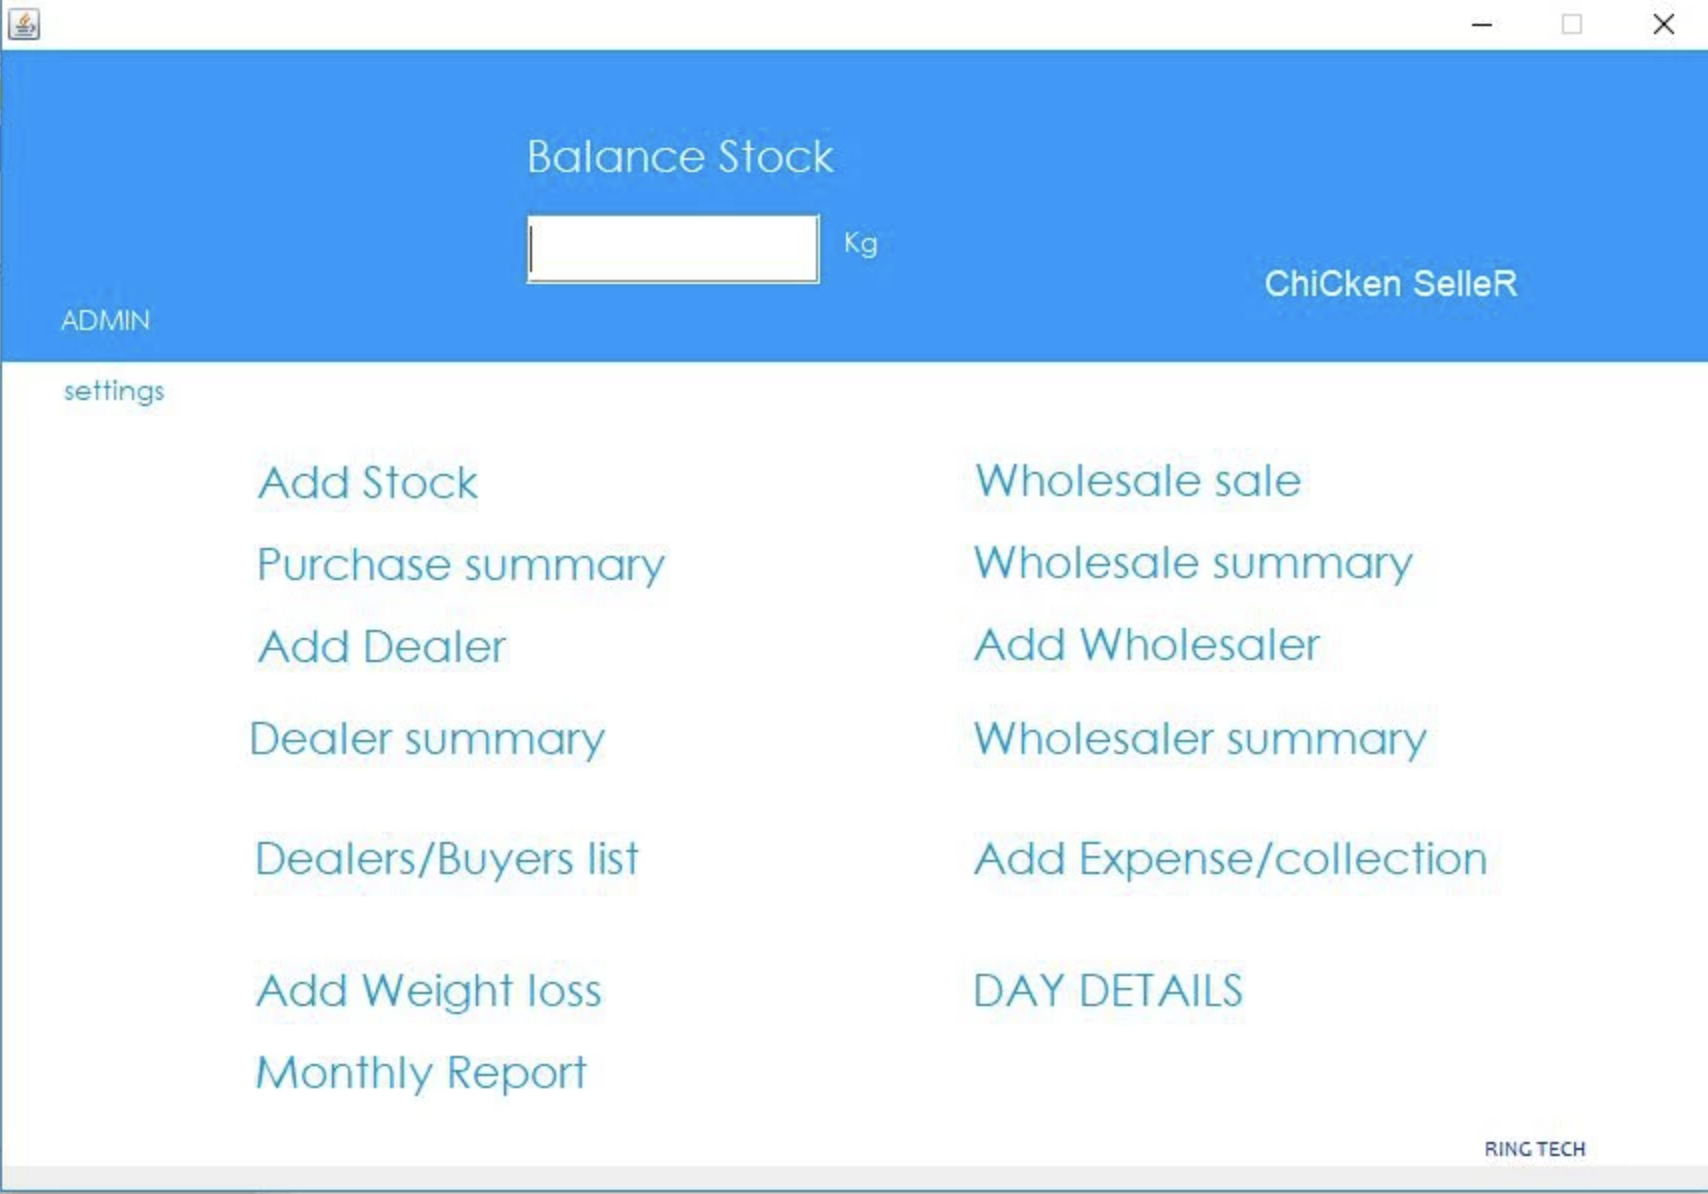 Balance Stock
Kg
ChiCken SelleR
ADMIN
settings
Add Stock
Purchase summary
Add Dealer
Dealer summary
Dealers/Buyers list
Add Weight loss
Monthly Report
Wholesale sale
Wholesale summary
Add Wholesaler
Wholesaler summary
Add Expense/collection
DAY DETAILS
RING TECH